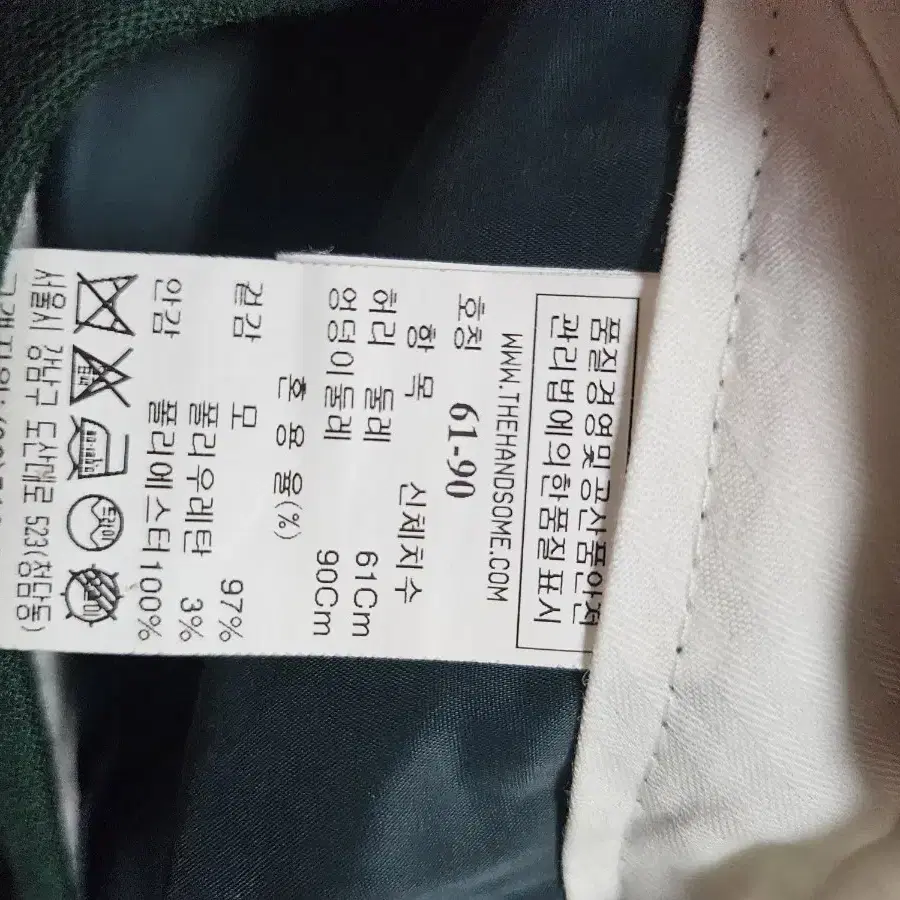 품질경영및공산품안전
관리법에의한품질표시
WWW.THEHANDSOME.COM
호칭 61-90
항 목 신체치수
허리 둘레 61Cm
엉덩이둘레 90Cm
혼 용 율(%)
겉감 모 97%
폴리우레탄 3%
안감 폴리에스터100%
드라이
서울시 강남구 도산대로 523(청담동)